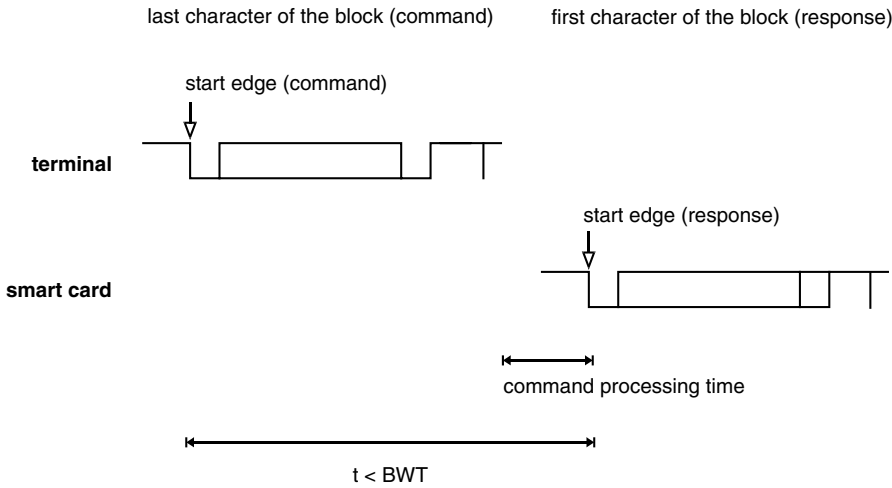 last character of the block (command)
first character of the block (response)
start edge (command)
terminal
start edge (response)
smart card
command processing time
t < BWT